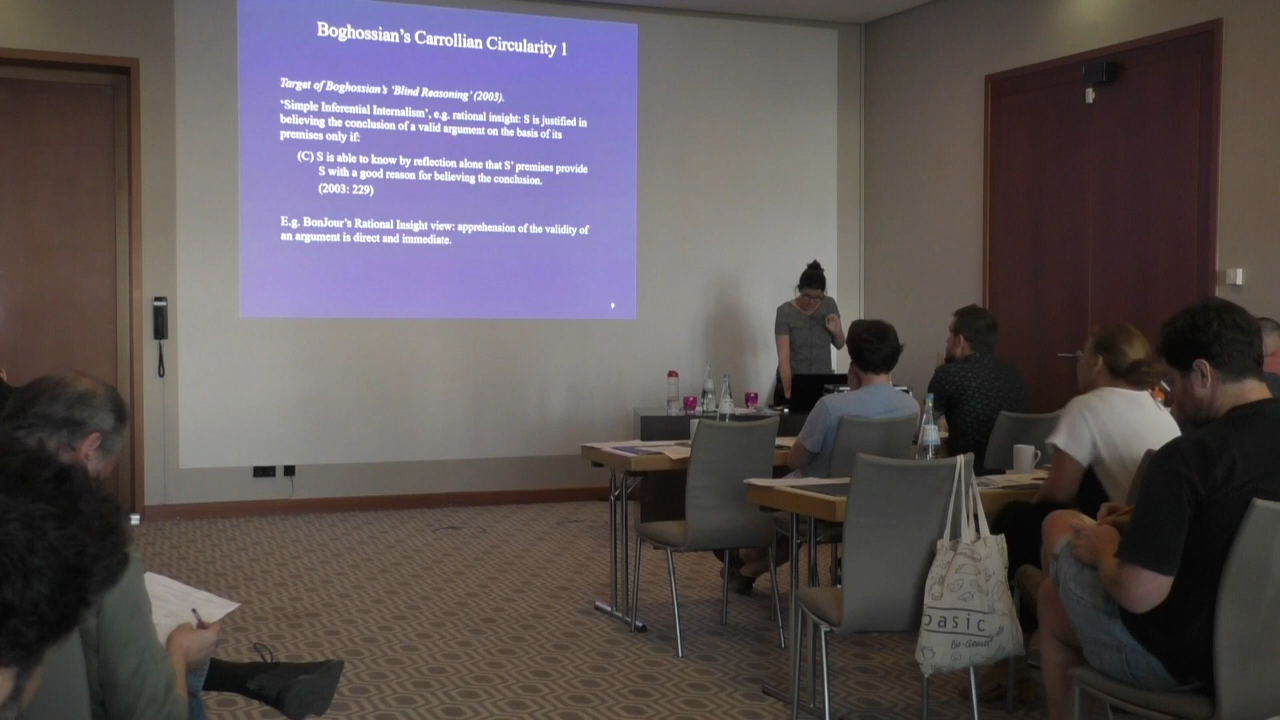 Boghossian's Carrollian Circularity 1
Target of Boghossian's 'Blind Reasoning' (2003).
'Simple Inferential Internalism', e.g. rational insight: S is justified in
believing the conclusion of a valid argument on the basis of its
premises only if:
(C) S is able to know by reflection alone that S' premises provide
S with a good reason for believing the conclusion.
(2003: 229)
E.g. BonJour's Rational Insight view: apprehension of the validity of
an argument is direct and immediate.
9
basic